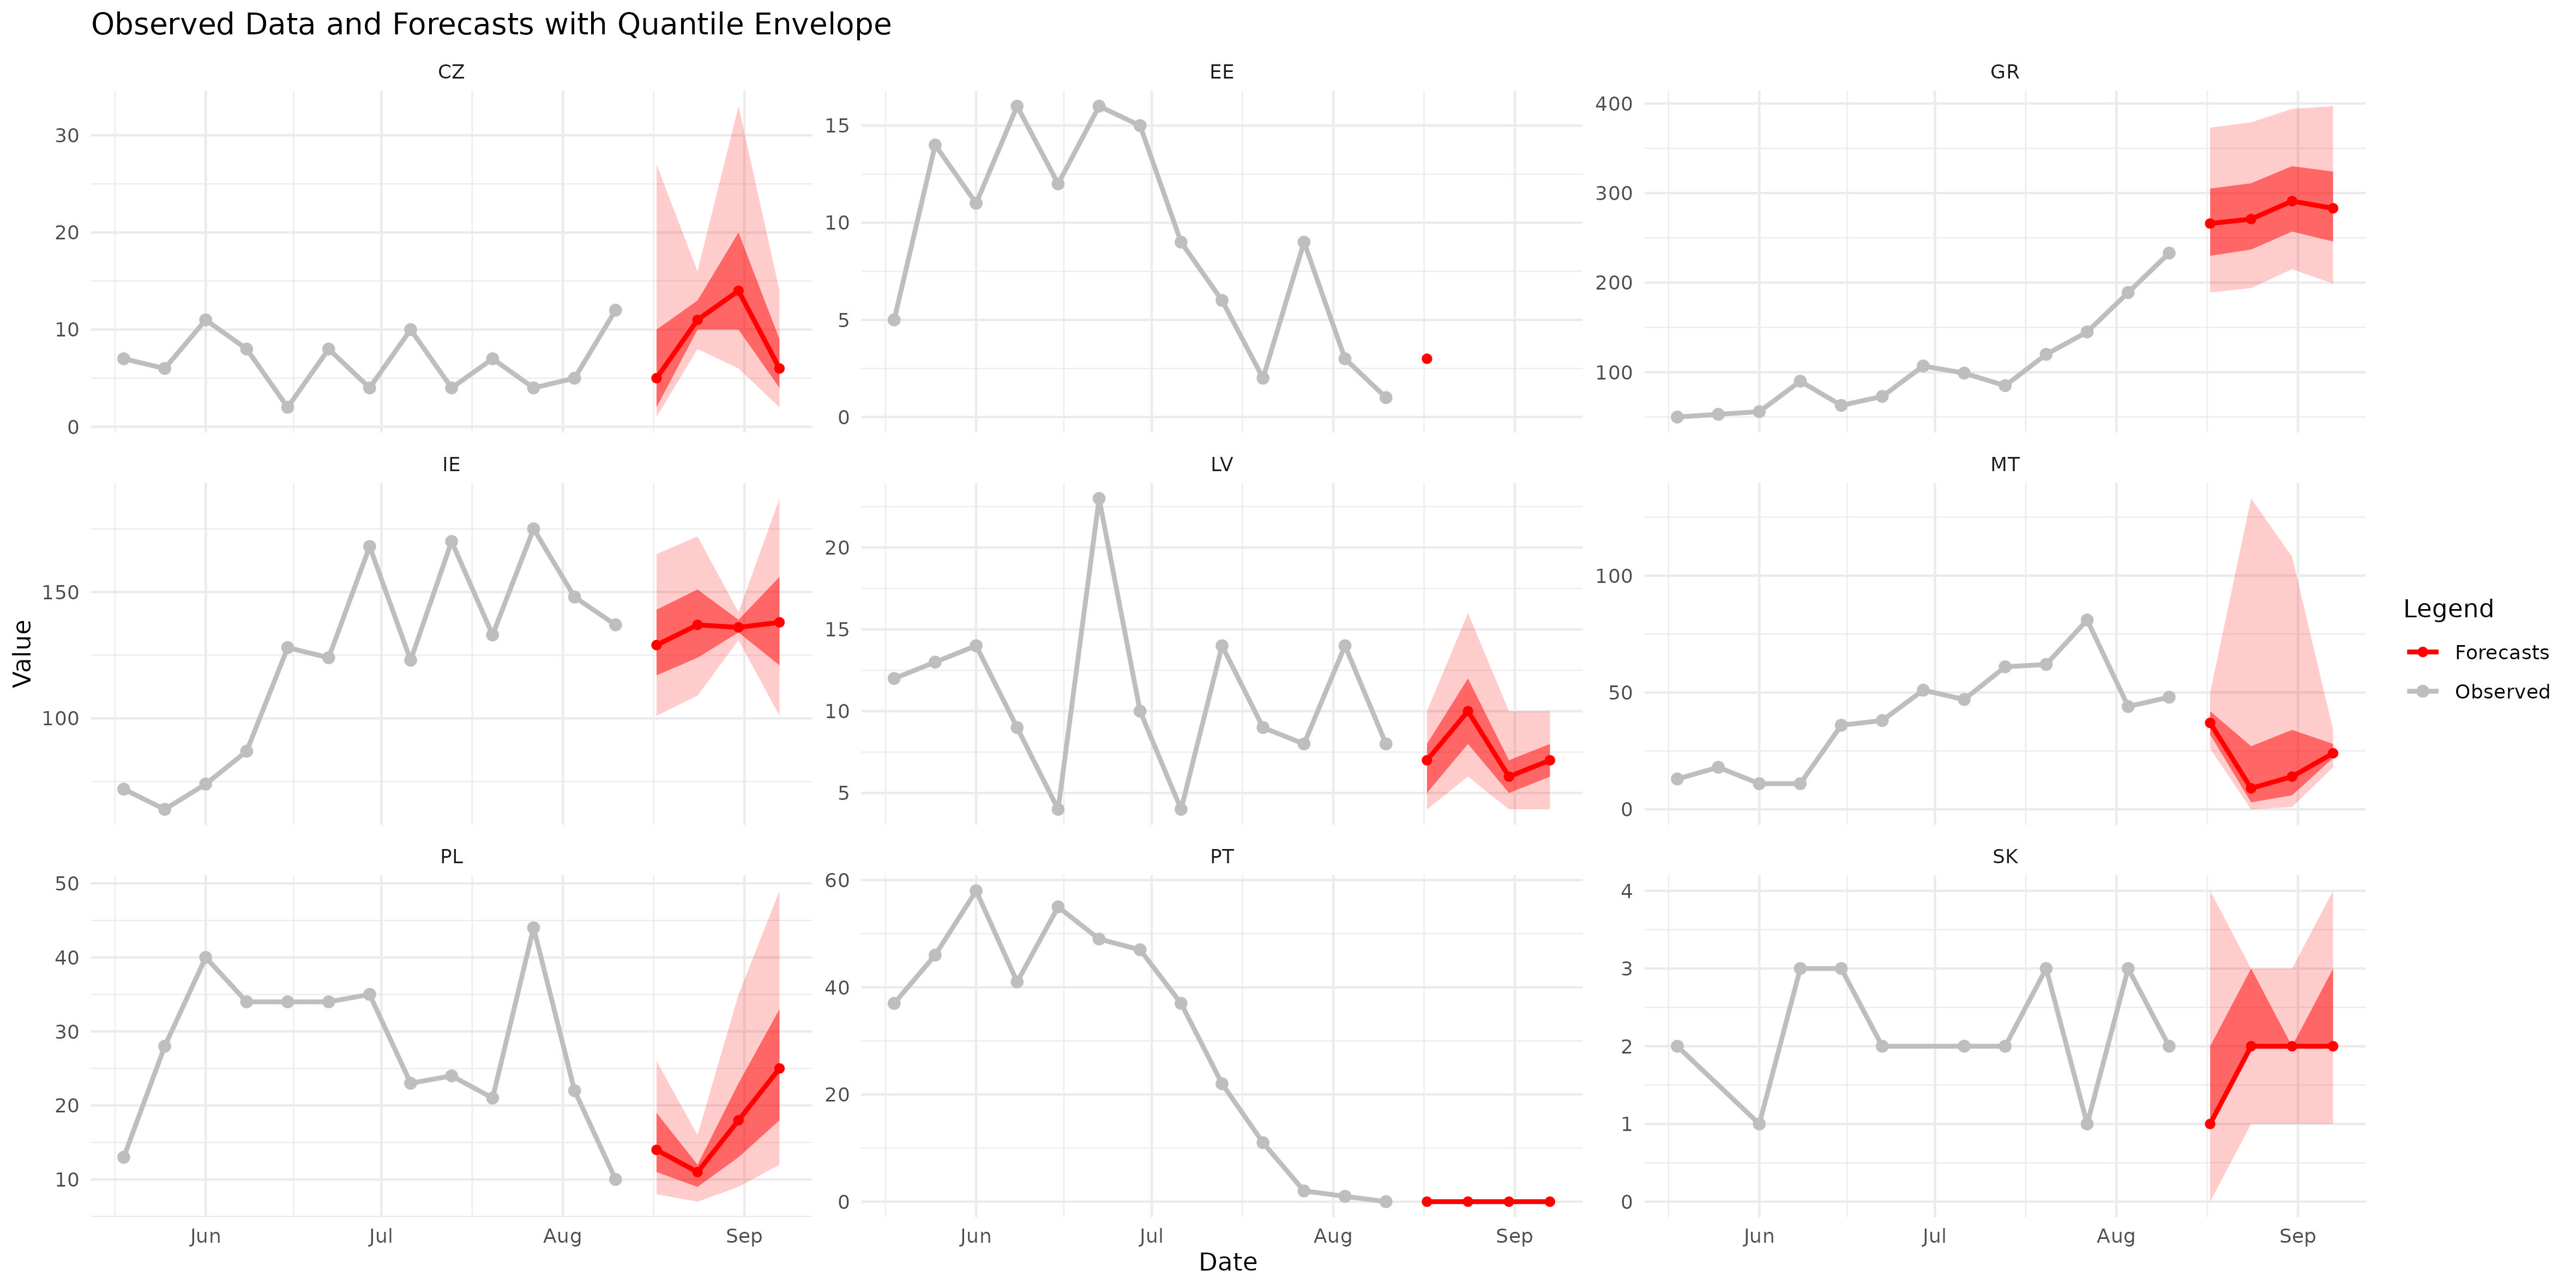 Observed Data and Forecasts with Quantile Envelope
CZ
EE
GR
30
20
10
0
15
10
5
0
400
300
200
100
IE
LV
MT
150
100
20
15
10
5
100
50
0
PL
PT
SK
50
40
30
20
10
60
40
20
0
4
3
2
1
0
Jun Jul Aug Sep
Jun Jul Aug Sep
Jun Jul Aug Sep
Value
Date
Legend
Forecasts
Observed